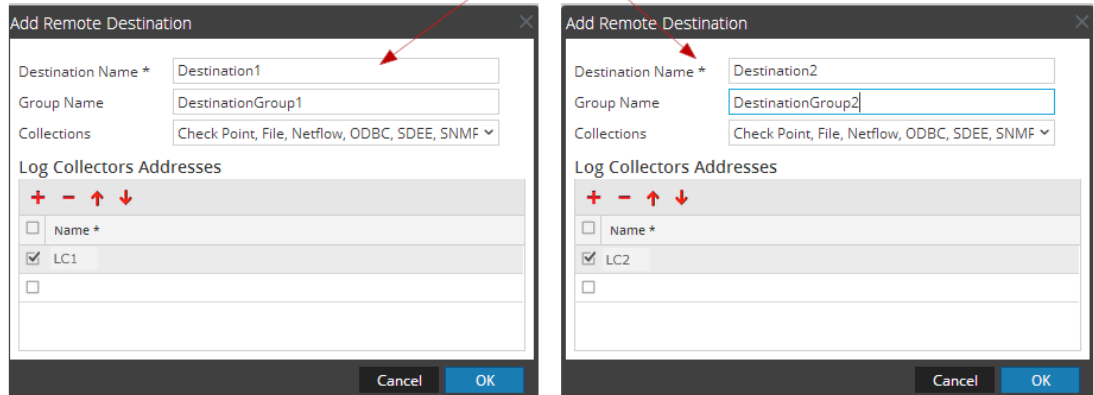 Add Remote Destination
Destination Name * Destination1
Group Name DestinationGroup1
Collections Check Point, File, Netflow, ODBC, SDEE, SNMF
Log Collectors Addresses
Name *
LC1
Cancel OK
Add Remote Destination
Destination Name * Destination2
Group Name DestinationGroup2
Collections Check Point, File, Netflow, ODBC, SDEE, SNMF
Log Collectors Addresses
Name *
LC2
Cancel OK